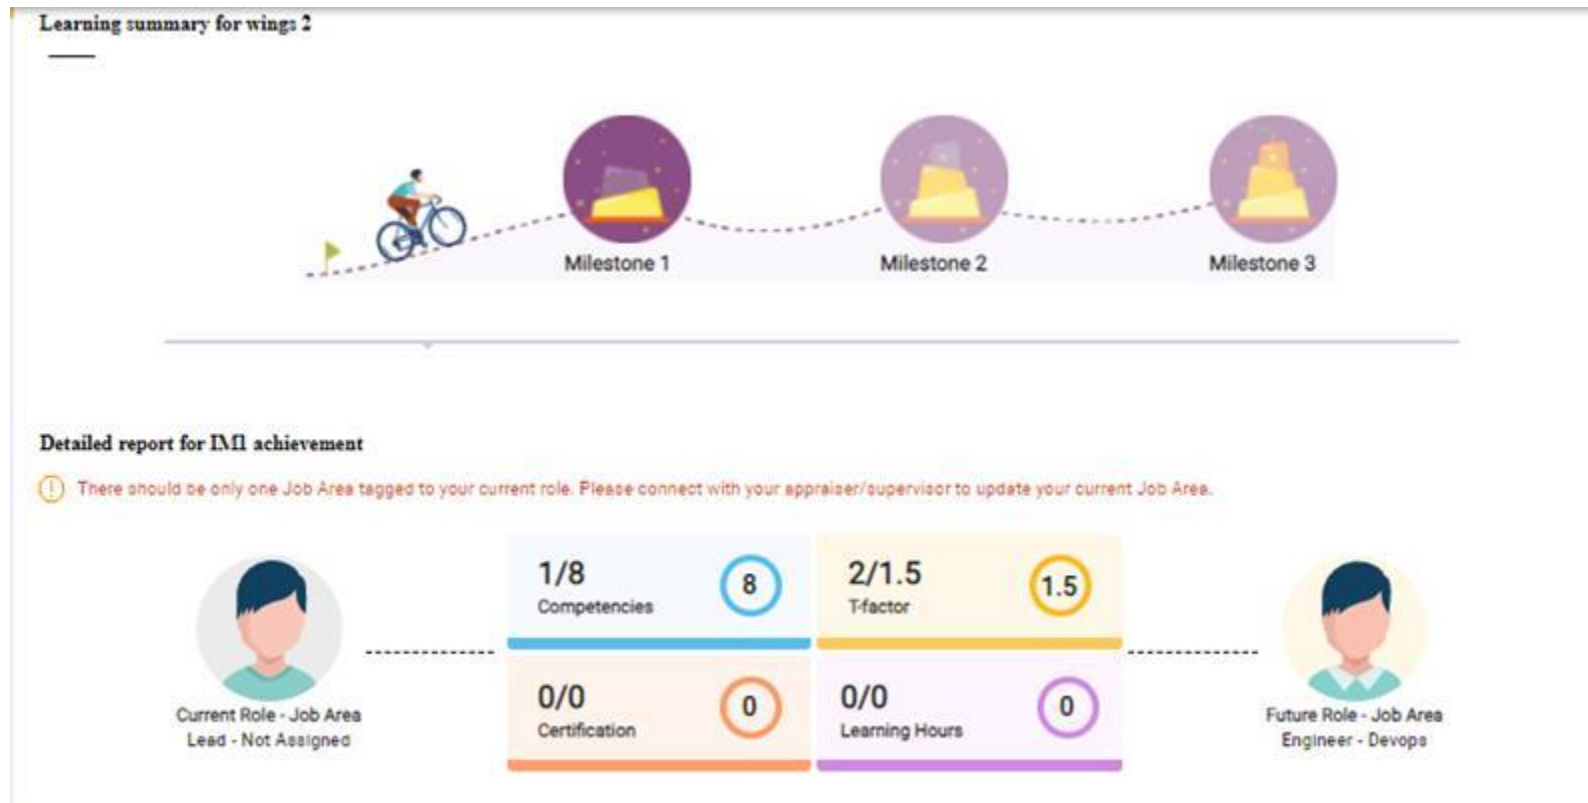 Learning summary for wings 2
Milestone 1
Milestone 2
Milestone 3
Detailed report for IM1 achievement
There should be only one Job Area tagged to your current role. Please connect with your appraiser/supervisor to update your current Job Area.
1/8
Competencies
8
2/1.5
T-factor
1.5
0/0
Certification
0
0/0
Learning Hours
0
Current Role - Job Area
Lead - Not Assigned
Future Role - Job Area
Engineer - Devops